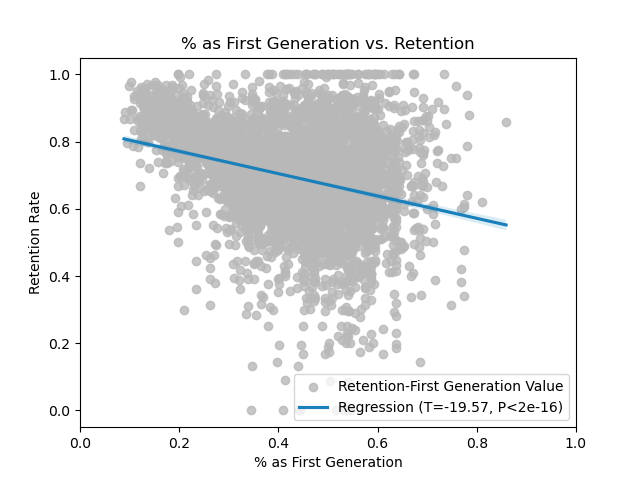 % as First Generation vs. Retention
Retention Rate
1.0
0.8
0.6
0.4
0.2
0.0
Retention-First Generation Value
Regression (T=-19.57, P<2e-16)
0.0 0.2 0.4 0.6 0.8 1.0
% as First Generation